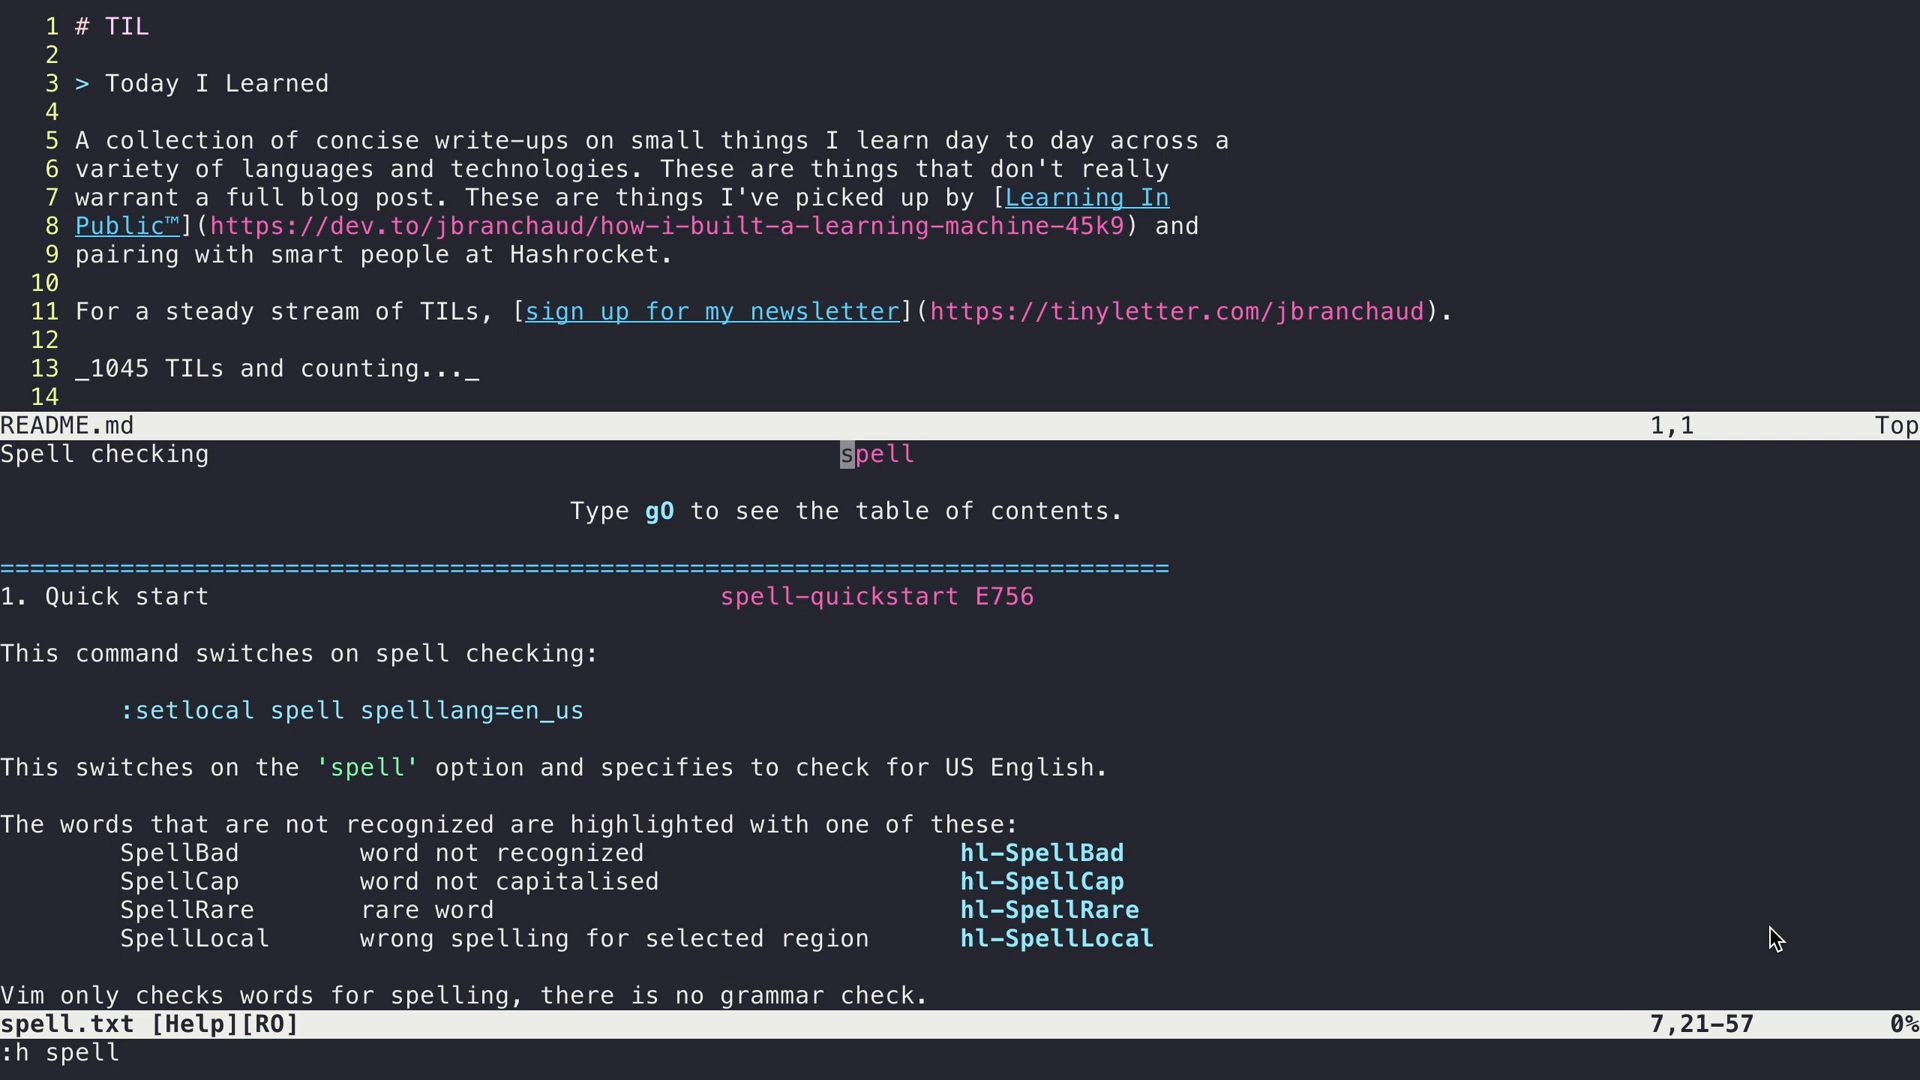 1 # TIL
2
3 > Today I Learned
4
5 A collection of concise write-ups on small things I learn day to day across a
6 variety of languages and technologies. These are things that don't really
7 warrant a full blog post. These are things I've picked up by [Learning In
8 Public™](https://dev.to/jbranchaud/how-i-built-a-learning-machine-45k9) and
9 pairing with smart people at Hashrocket.
10
11 For a steady stream of TILs, [sign up for my newsletter](https://tinyletter.com/jbranchaud).
12
13 _1045 TILs and counting..._
14
README.md 1,1 Top
Spell checking spell
Type gO to see the table of contents.
==============================================================================
1. Quick start spell-quickstart E756
This command switches on spell checking:
:setlocal spell spelllang=en_us
This switches on the 'spell' option and specifies to check for US English.
The words that are not recognized are highlighted with one of these:
SpellBad word not recognized hl-SpellBad
SpellCap word not capitalised hl-SpellCap
SpellRare rare word hl-SpellRare
SpellLocal wrong spelling for selected region hl-SpellLocal
Vim only checks words for spelling, there is no grammar check.
spell.txt [Help][RO] 7,21-57 0%
:h spell